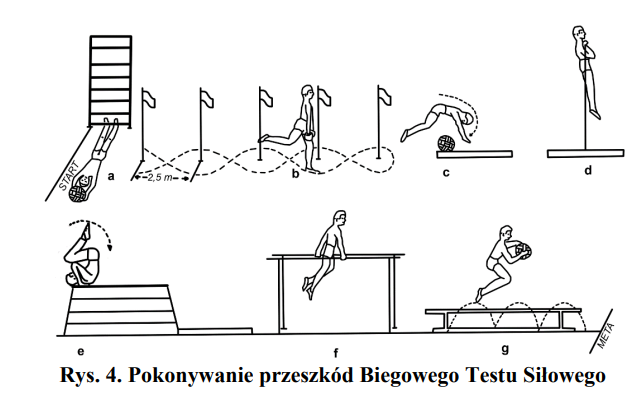 START
a
2,5 m
b
c
d
e
f
g
META
Rys. 4. Pokonywanie przeszkód Biegowego Testu Siłowego